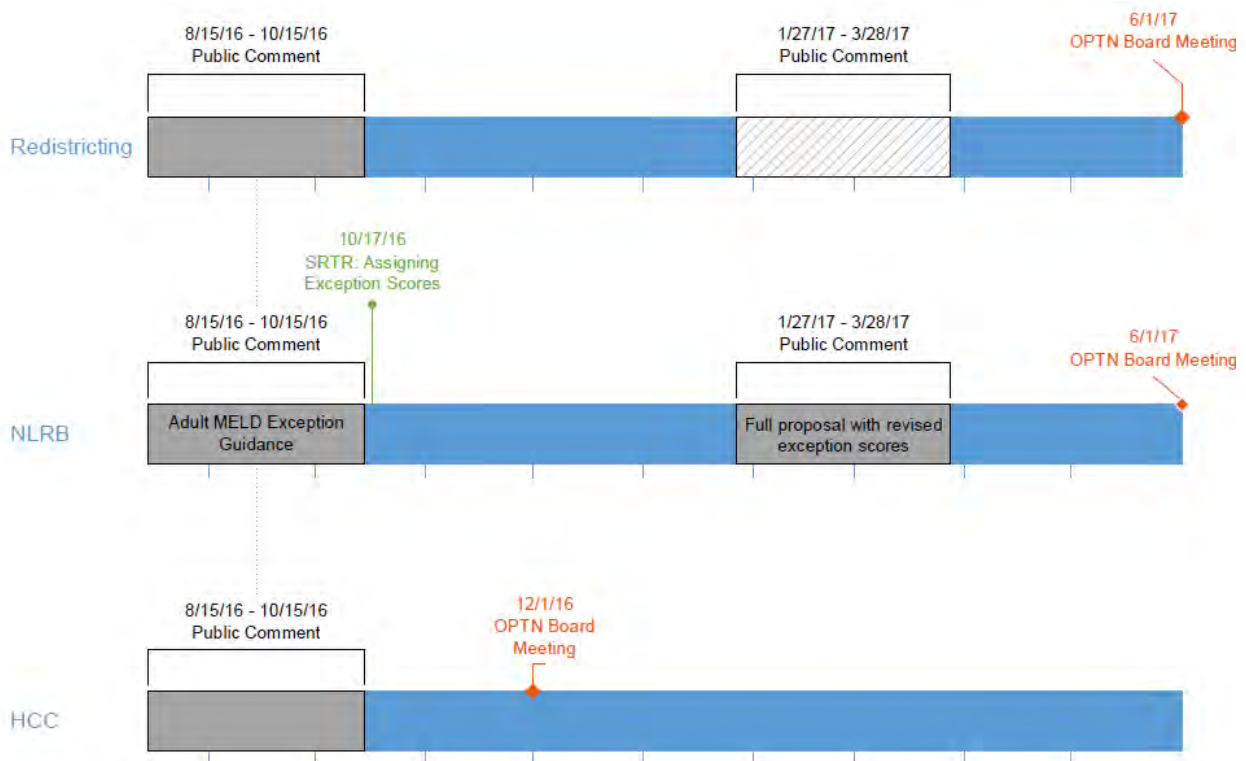 8/15/16 - 10/15/16
Public Comment
1/27/17 - 3/28/17
Public Comment
6/1/17
OPTN Board Meeting
Redistricting
10/17/16
SRTR: Assigning
Exception Scores
8/15/16 - 10/15/16
Public Comment
1/27/17 - 3/28/17
Public Comment
6/1/17
OPTN Board Meeting
NLRB
Adult MELD Exception
Guidance
Full proposal with revised
exception scores
8/15/16 - 10/15/16
Public Comment
12/1/16
OPTN Board
Meeting
HCC